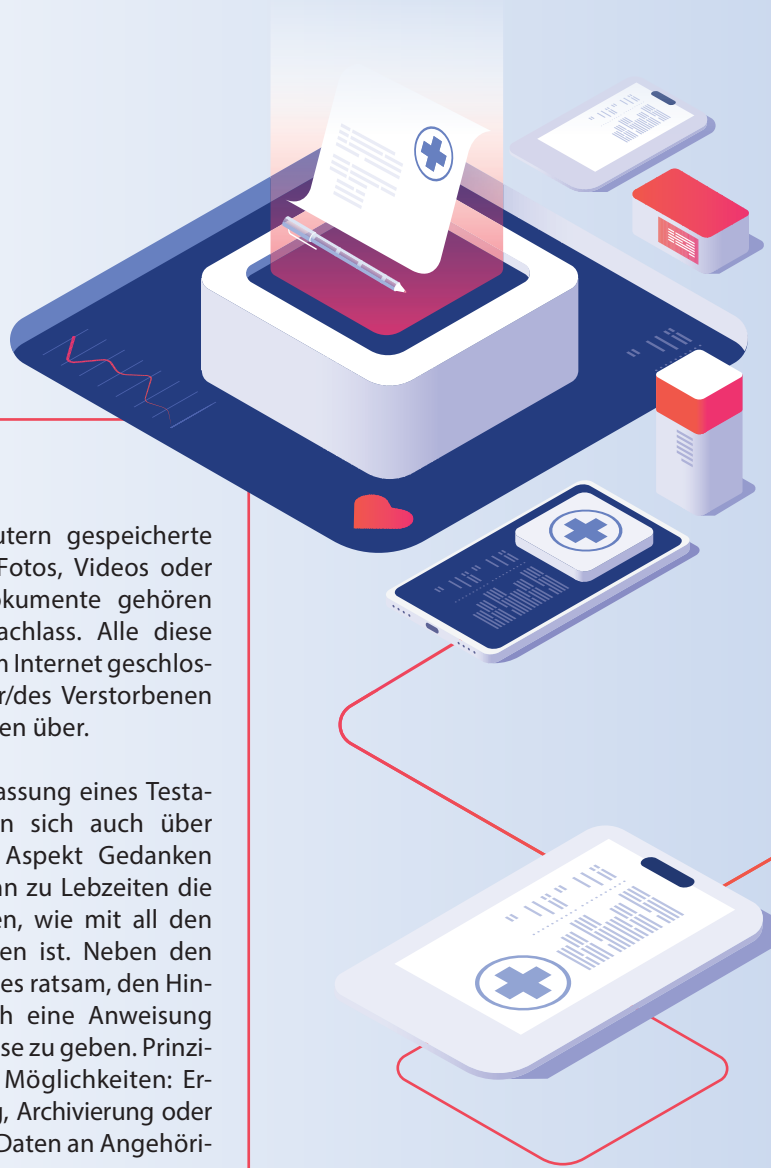 utern gespeicherte
Fotos, Videos oder
okumente gehören
achlass. Alle diese
m Internet geschlos-
r/des Verstorbenen
en über.
assung eines Testa-
n sich auch über
Aspekt Gedanken
an zu Lebzeiten die
en, wie mit all den
en ist. Neben den
es ratsam, den Hin-
h eine Anweisung
se zu geben. Prinzi-
Möglichkeiten: Er-
g, Archivierung oder
Daten an Angehöri-